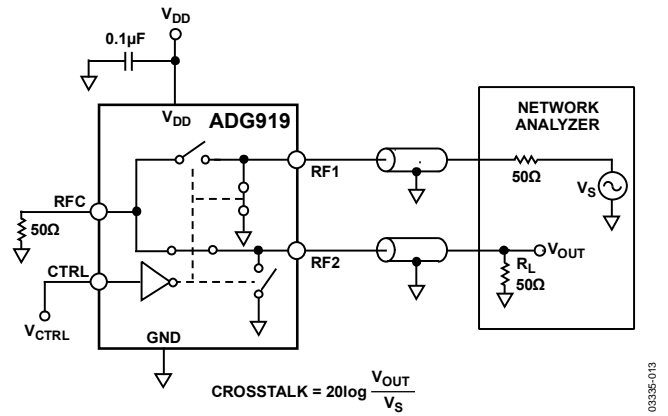 VDD
0.1µF
VDD
ADG919
NETWORK
ANALYZER
RF1
50Ω
VS
RFC
50Ω
RF2
VOUT
RL
50Ω
CTRL
VCTRL
GND
CROSSTALK = 20log VOUT
VS
03335-013